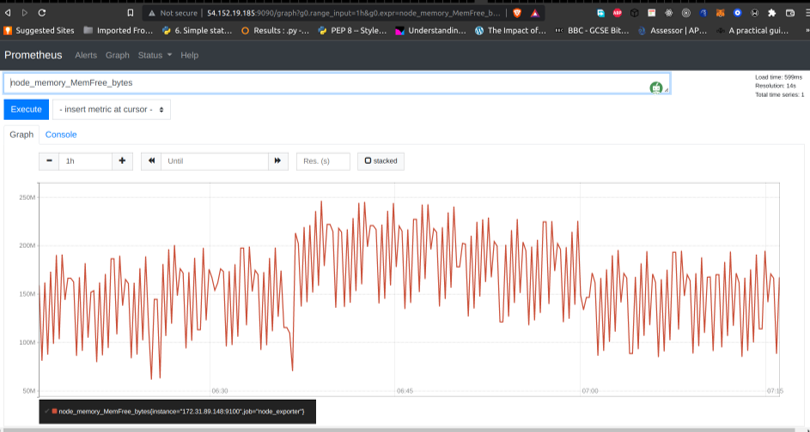 Not secure | 54.152.19.185:9090/graph?g0.range_input=1h&g0.expr=node_memory_MemFree_b...
Suggested Sites Imported Fro... 6. Simple stat... Results : .py -... PEP 8 -- Style... Understandin... The Impact of... BBC - GCSE Bit... Assessor | AP... A practical gui...
Prometheus Alerts Graph Status Help
node_memory_MemFree_bytes
Load time: 599ms
Resolution: 14s
Total time series: 1
Execute - insert metric at cursor -
Graph Console
1h Until Res. (s) stacked
250M
200M
150M
100M
50M
06:30 06:45 07:00 07:15
node_memory_MemFree_bytes{instance="172.31.89.148:9100",job="node_exporter"}